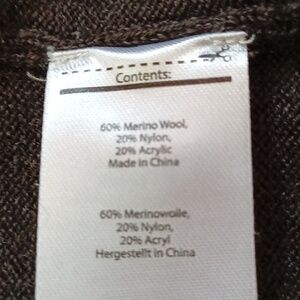 Contents:
60% Merino Wool,
20% Nylon,
20% Acrylic
Made in China
60% Merinowolle,
20% Nylon,
20% Acryl
Hergestellt in China